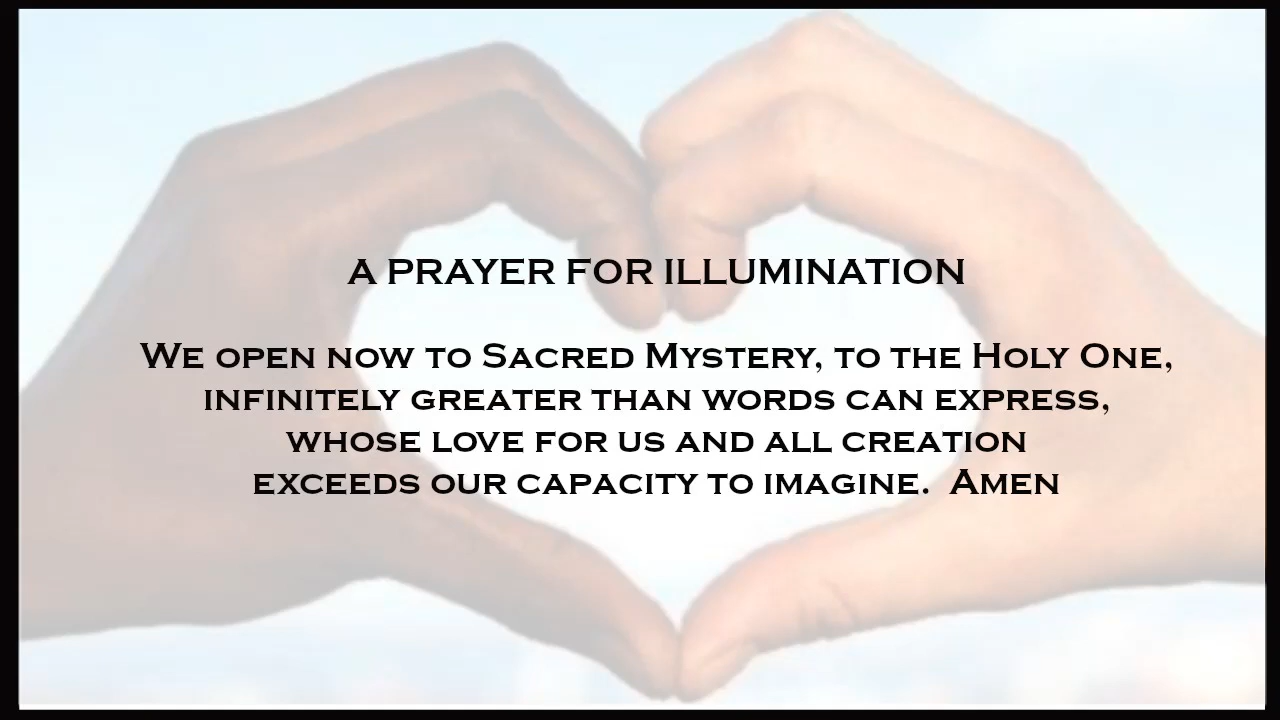 A PRAYER FOR ILLUMINATION
We open now to Sacred Mystery, to the Holy One,
infinitely greater than words can express,
whose love for us and all creation
exceeds our capacity to imagine.  Amen